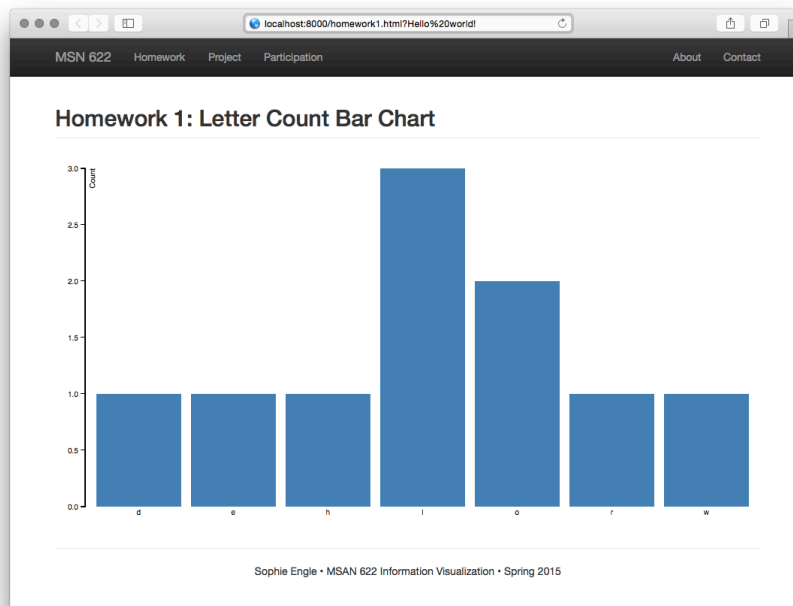 localhost:8000/homework1.html?Hello%20world!
MSN 622 Homework Project Participation About Contact
Homework 1: Letter Count Bar Chart
3.0
Count
2.5
2.0
1.5
1.0
0.5
0.0
d e h l o r w
Sophie Engle • MSAN 622 Information Visualization • Spring 2015